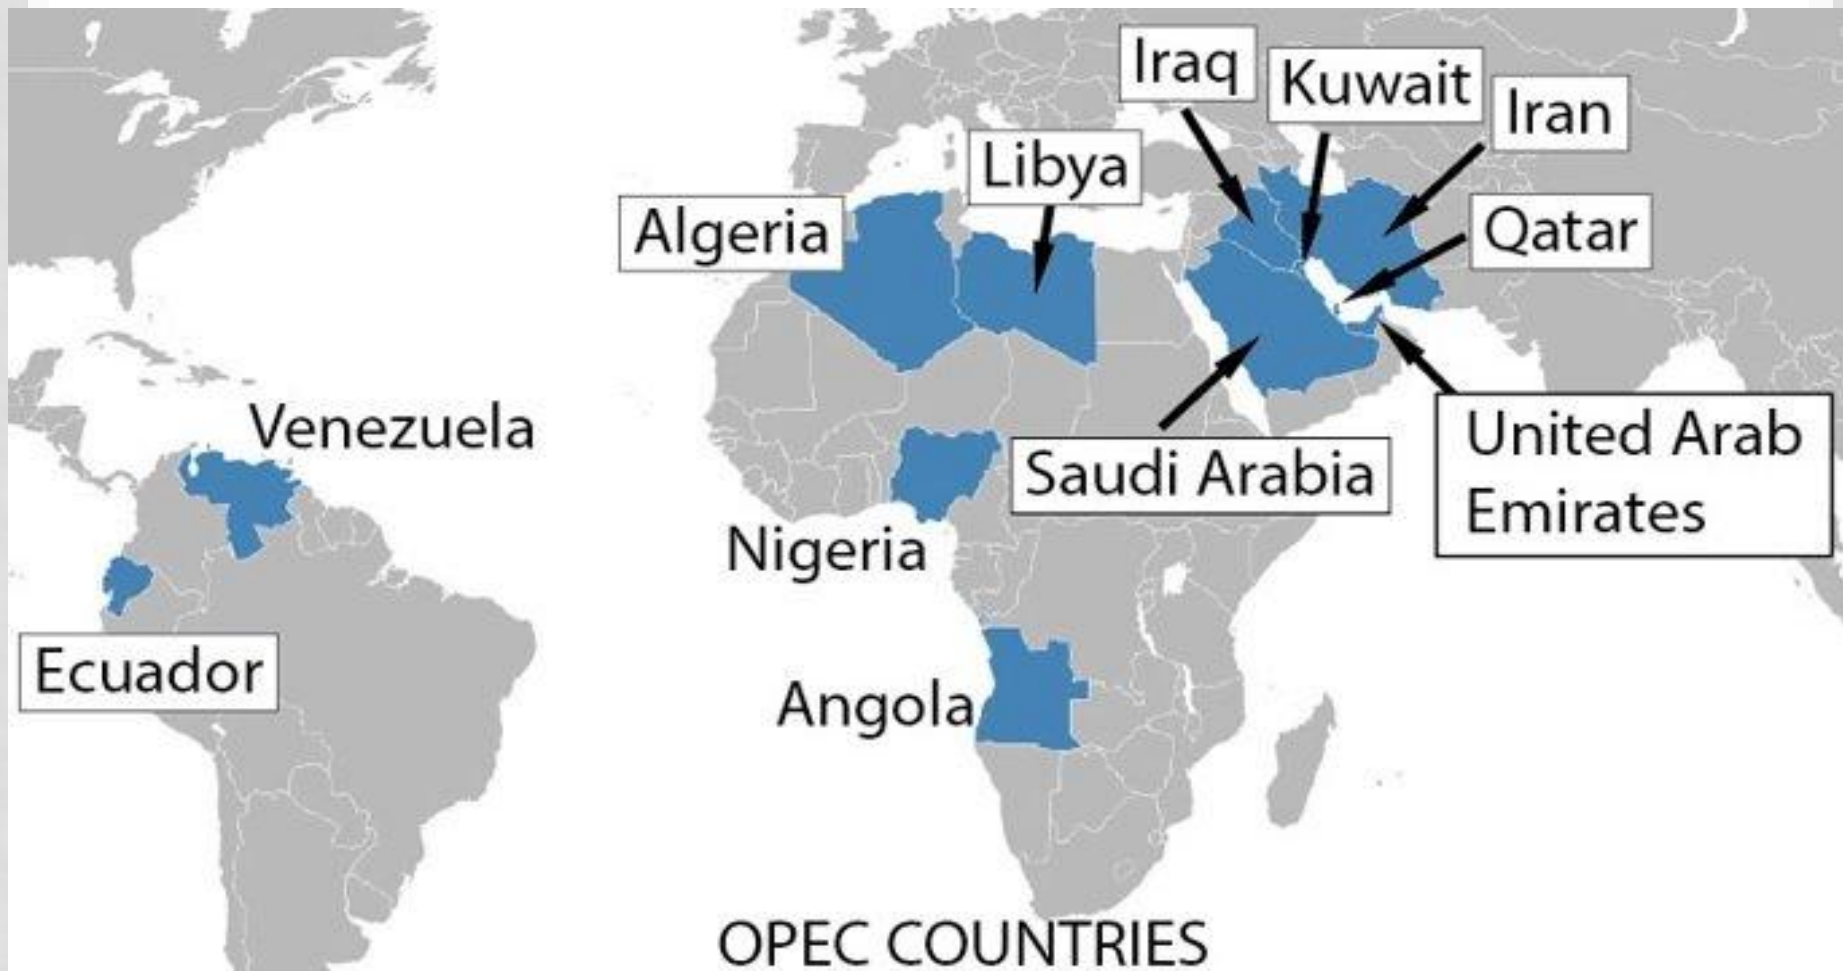 Iraq
Kuwait
Iran
Libya
Algeria
Qatar
Venezuela
United Arab
Emirates
Saudi Arabia
Nigeria
Ecuador
Angola
OPEC COUNTRIES